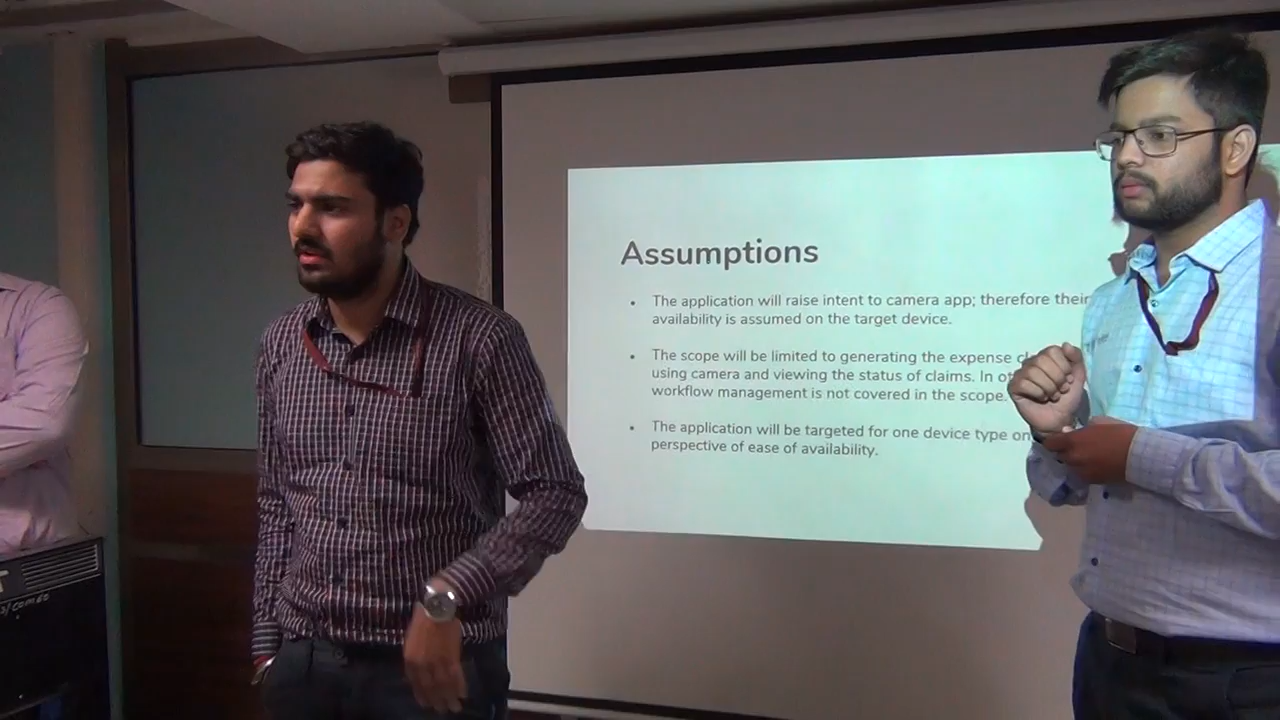 Assumptions
• The application will raise intent to camera app; therefore their
availability is assumed on the target device.
• The scope will be limited to generating the expense
using camera and viewing the status of claims. In
workflow management is not covered in the scope.
• The application will be targeted for one device type
perspective of ease of availability.